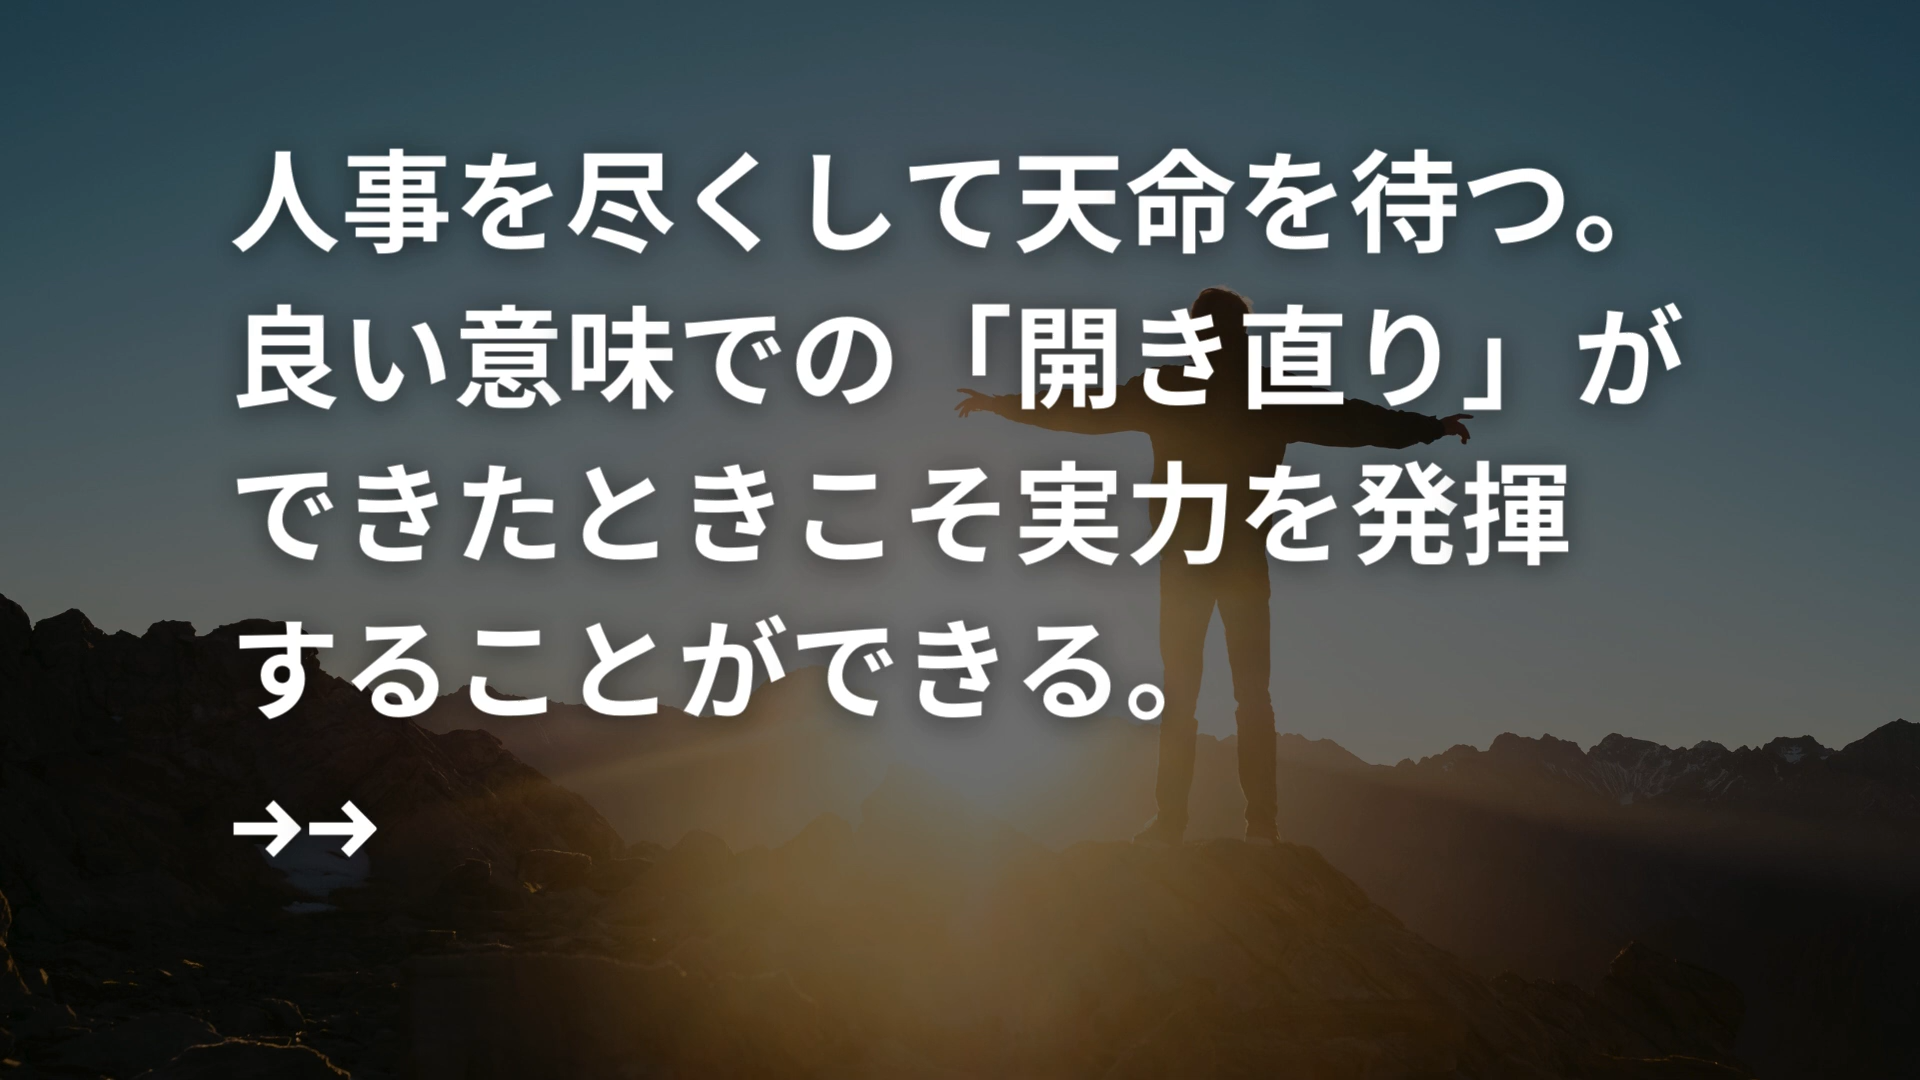 人事を尽くして天命を待つ。
良い意味での「開き直り」が
できたときこそ実力を発揮
することができる。
→→